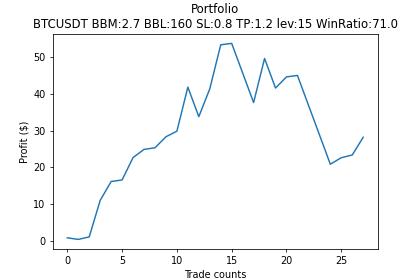 Portfolio
BTCUSDT BBM:2.7 BBL:160 SL:0.8 TP:1.2 lev:15 WinRatio:71.0
50
40
30
20
10
0
Profit ($)
0 5 10 15 20 25
Trade counts